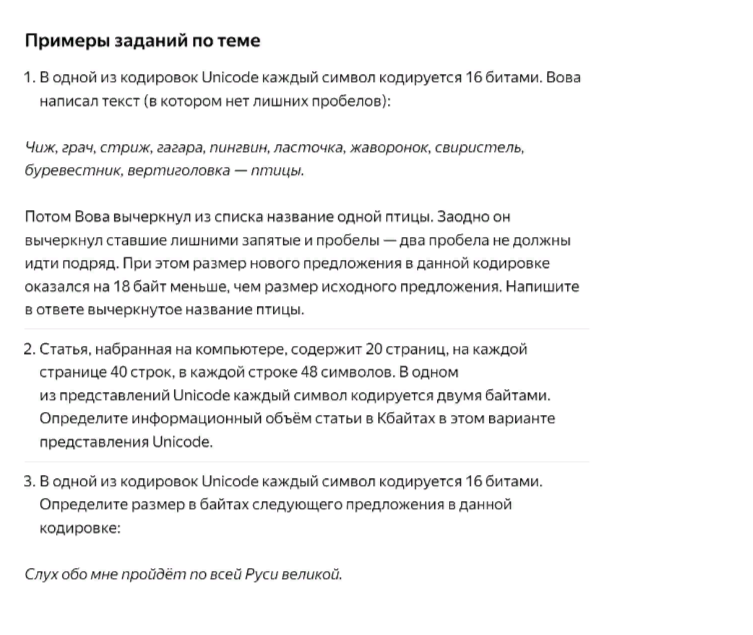 Примеры заданий по теме
1. В одной из кодировок Unicode каждый символ кодируется 16 битами. Вова
написал текст (в котором нет лишних пробелов):
Чиж, грач, стриж, гагара, пингвин, ласточка, жаворонок, свиристель,
буревестник, вертиголовка — птицы.
Потом Вова вычеркнул из списка название одной птицы. Заодно он
вычеркнул ставшие лишними запятые и пробелы — два пробела не должны
идти подряд. При этом размер нового предложения в данной кодировке
оказался на 18 байт меньше, чем размер исходного предложения. Напишите
в ответе вычеркнутое название птицы.
2. Статья, набранная на компьютере, содержит 20 страниц, на каждой
странице 40 строк, в каждой строке 48 символов. В одном
из представлений Unicode каждый символ кодируется двумя байтами.
Определите информационный объём статьи в Кбайтах в этом варианте
представления Unicode.
3. В одной из кодировок Unicode каждый символ кодируется 16 битами.
Определите размер в байтах следующего предложения в данной
кодировке:
Слух обо мне пройдёт по всей Руси великой.